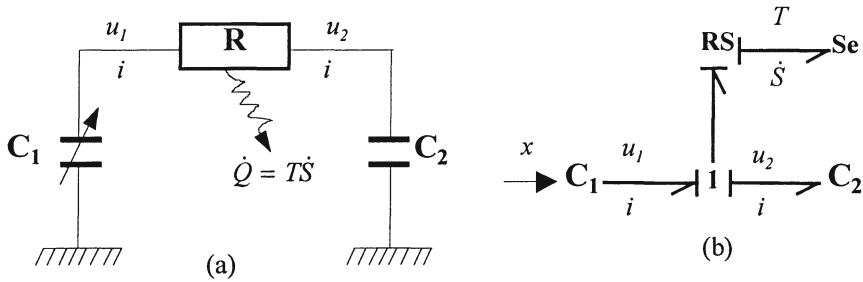 u₁
R
u₂
i
i
C₁
C₂
Q̇ = TṠ
(a)
T
RS
Se
Ṡ
x
u₁
u₂
C₁
1
C₂
i
i
(b)